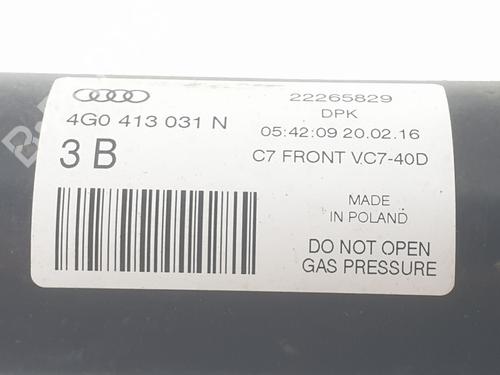 4G0 413 031 N
3 B
22265829
DPK
05:42:09 20.02.16
C7 FRONT V.C7-40D
MADE
IN POLAND
DO NOT OPEN
GAS PRESSURE